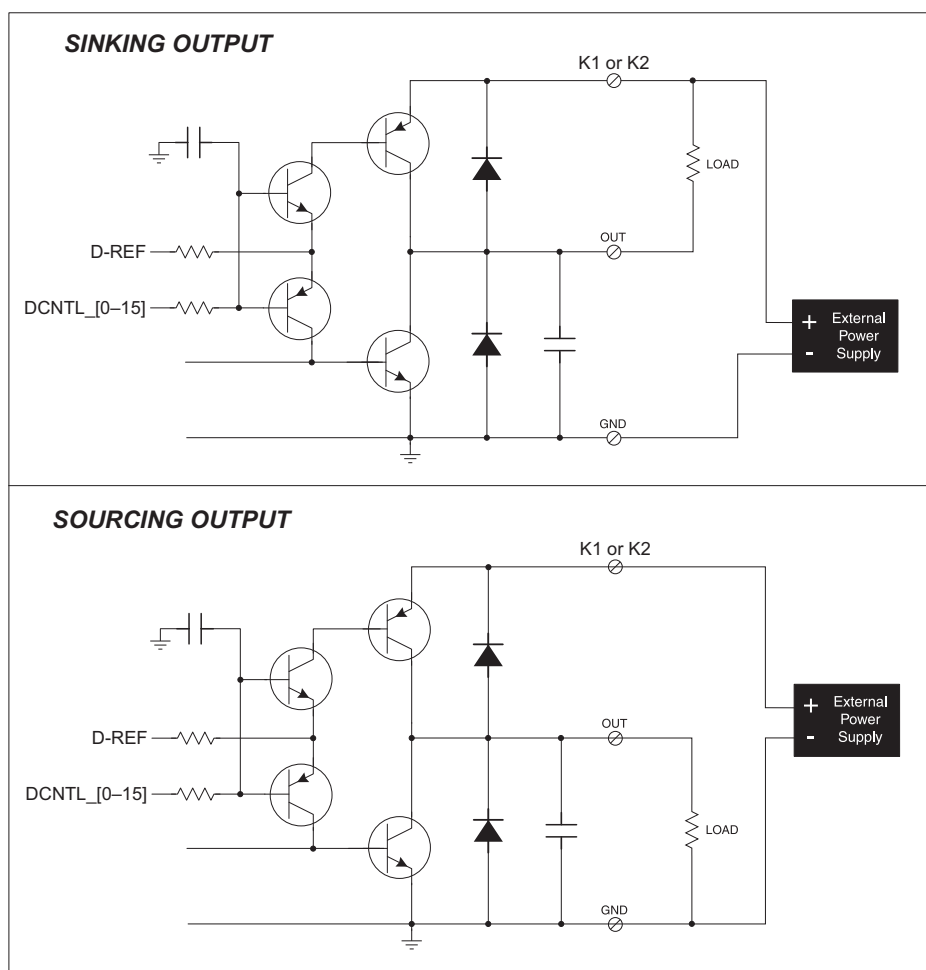 SINKING OUTPUT
K1 or K2
LOAD
D-REF
OUT
DCNTL_[0–15]
+ External
- Power
Supply
GND
SOURCING OUTPUT
K1 or K2
D-REF
OUT
+ External
- Power
Supply
DCNTL_[0–15]
LOAD
GND